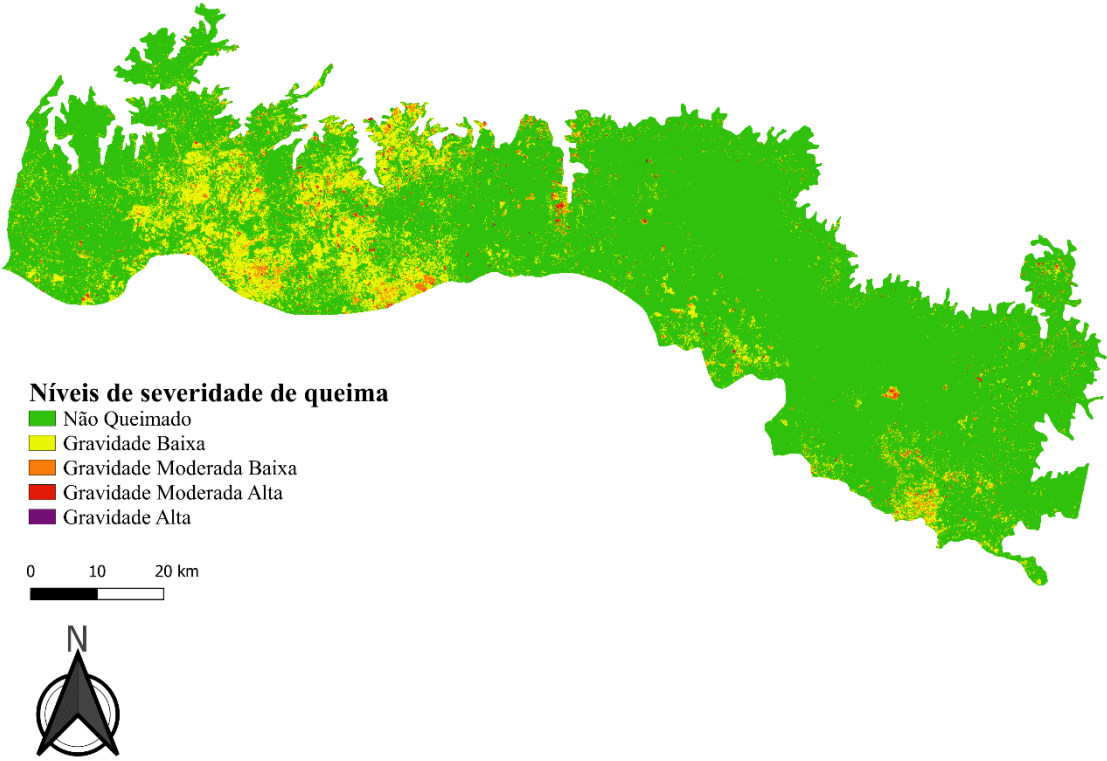 Níveis de severidade de queima
Não Queimado
Gravidade Baixa
Gravidade Moderada Baixa
Gravidade Moderada Alta
Gravidade Alta
0 10 20 km
N